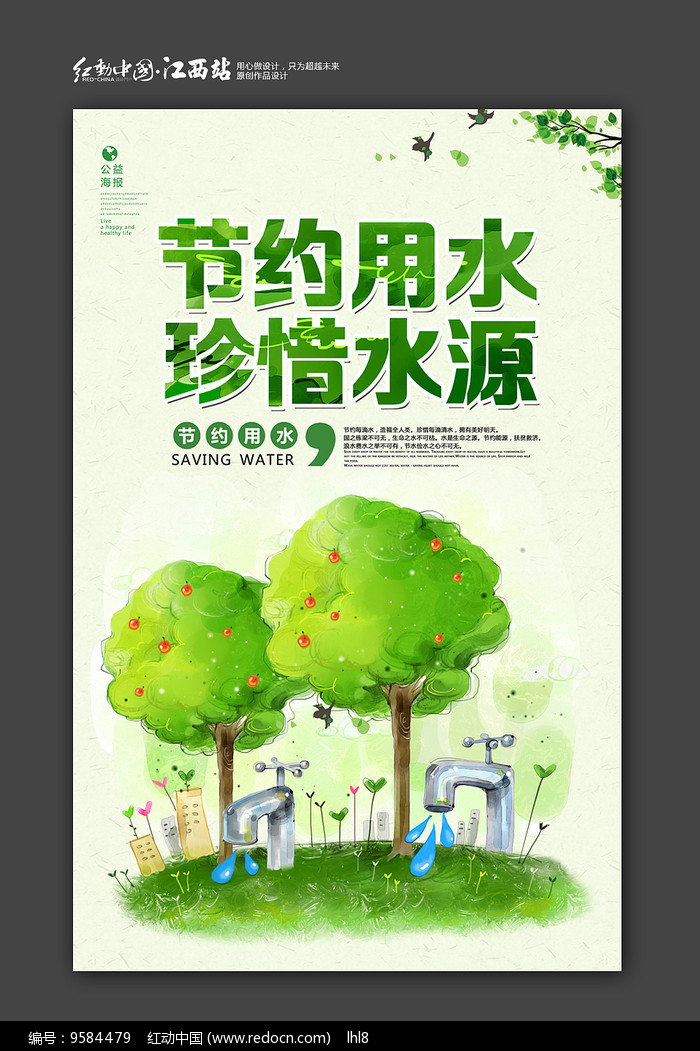 红动中国·江西站
RED-CHINA
用心做设计，只为超越未来
原创作品设计
公益
海报
Live
a happy and
healthy life
节约用水
珍惜水源
节约用水
SAVING WATER
节约每滴水，造福全人类。珍惜每滴清水，拥有美好明天。
国之栋梁不可无，生命之水不可枯。水是生命之源。节约能源，扶贫救济。
浪水费水之举不可有，节水俭水之心不可无。
编号：9584479 红动中国 (www.redocn.com) lhl8